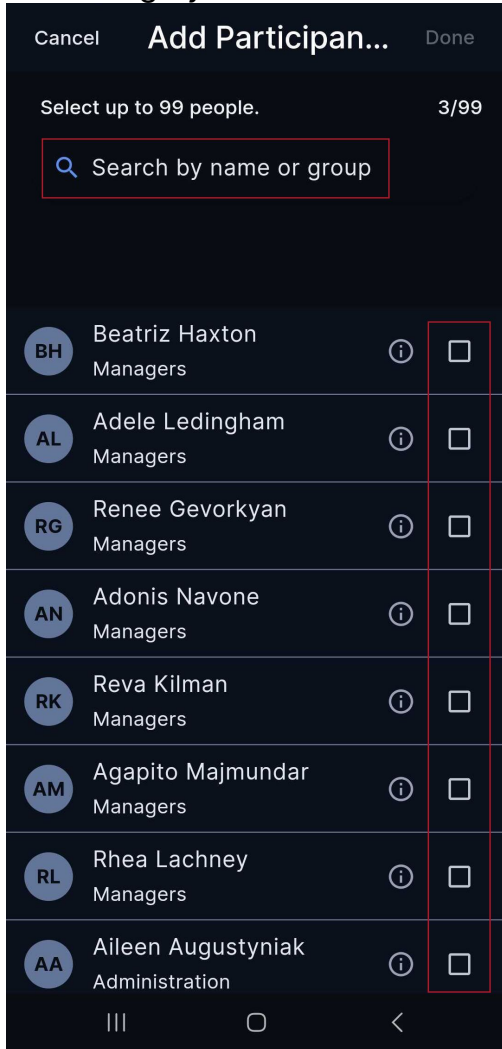 Cancel Add Participan... Done
Select up to 99 people. 3/99
Search by name or group
BH Beatriz Haxton
Managers
AL Adele Ledingham
Managers
RG Renee Gevorkyan
Managers
AN Adonis Navone
Managers
RK Reva Kilman
Managers
AM Agapito Majmundar
Managers
RL Rhea Lachney
Managers
AA Aileen Augustyniak
Administration